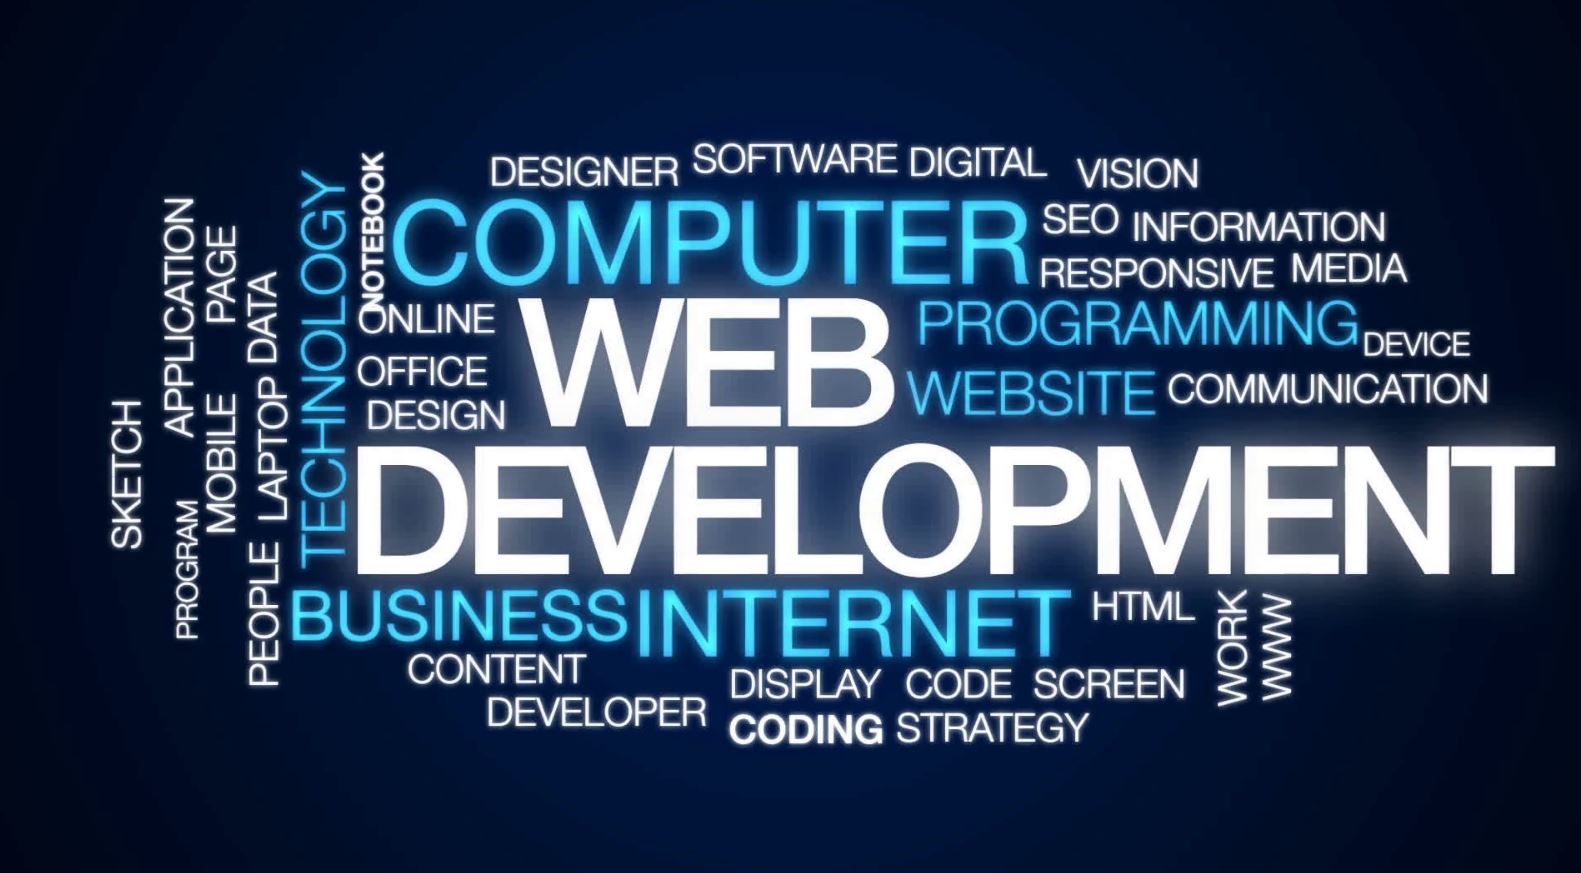 DESIGNER SOFTWARE DIGITAL VISION
COMPUTER
SEO INFORMATION
RESPONSIVE MEDIA
NOTEBOOK
TECHNOLOGY
APPLICATION
PAGE
DATA
ONLINE
WEB
PROGRAMMING
DEVICE
OFFICE
WEBSITE
COMMUNICATION
DESIGN
SKETCH
MOBILE
LAPTOP
DEVELOPMENT
PROGRAM
PEOPLE
BUSINESS
INTERNET
HTML
WORK
WWW
CONTENT
DISPLAY CODE SCREEN
DEVELOPER
CODING STRATEGY